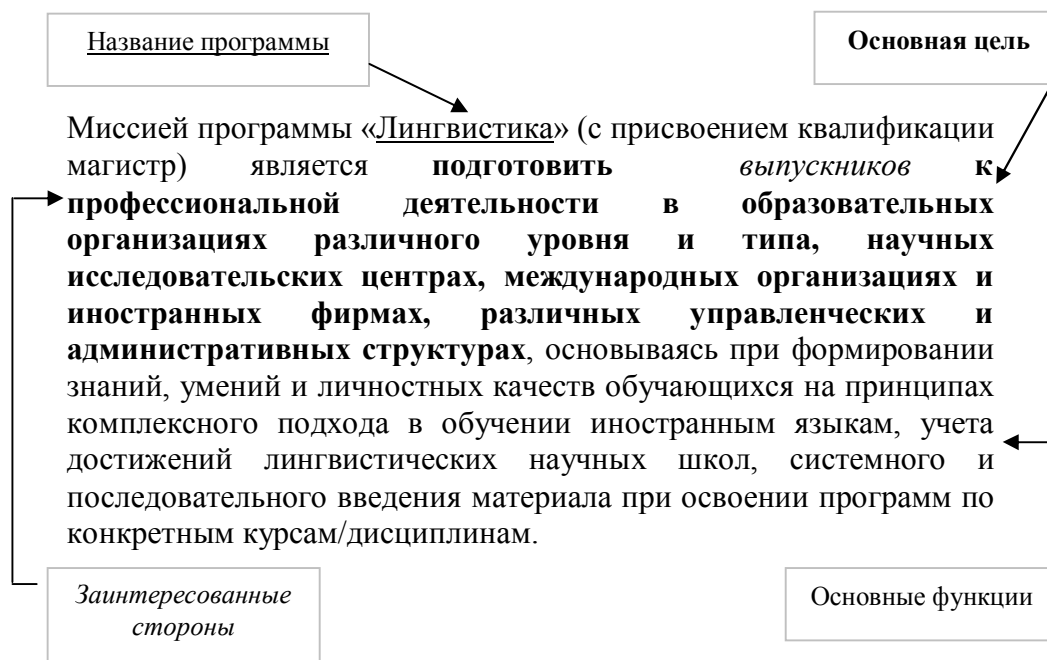 Название программы
Основная цель
Миссией программы «Лингвистика» (с присвоением квалификации
магистр) является подготовить выпускников к
профессиональной деятельности в образовательных
организациях различного уровня и типа, научных
исследовательских центрах, международных организациях и
иностранных фирмах, различных управленческих и
административных структурах, основываясь при формировании
знаний, умений и личностных качеств обучающихся на принципах
комплексного подхода в обучении иностранным языкам, учета
достижений лингвистических научных школ, системного и
последовательного введения материала при освоении программ по
конкретным курсам/дисциплинам.
Заинтересованные
стороны
Основные функции